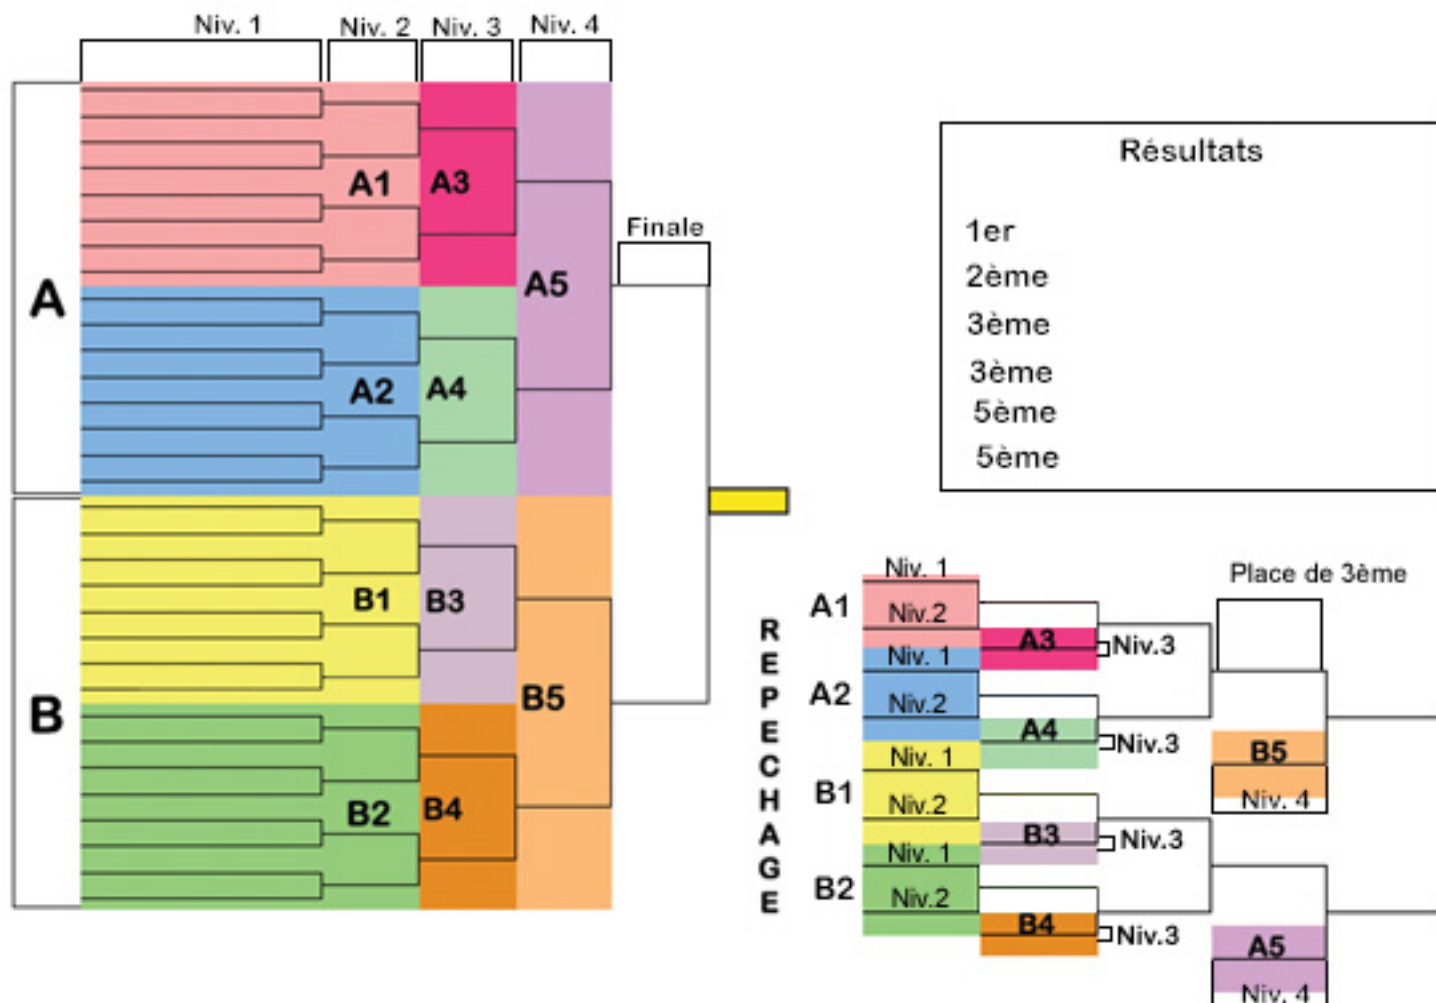 Niv. 1
Niv. 2
Niv. 3
Niv. 4
A
A1
A3
A2
A4
A5
B
B1
B3
B2
B4
B5
Finale
Résultats
1er
2ème
3ème
3ème
5ème
5ème
REPECHAGE
A1
Niv. 1
Niv.2
A3
Niv.3
A2
Niv. 1
Niv.2
A4
Niv.3
B1
Niv. 1
Niv.2
B3
Niv.3
B2
Niv. 1
Niv.2
B4
Niv.3
Place de 3ème
B5
Niv. 4
A5
Niv. 4